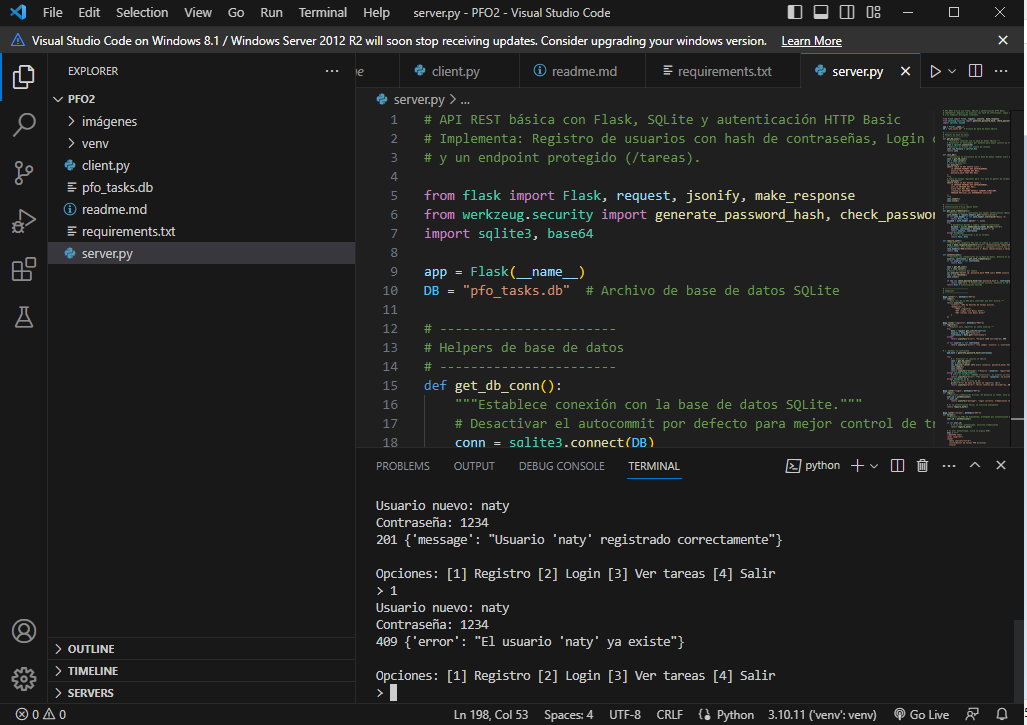 File Edit Selection View Go Run Terminal Help server.py - PFO2 - Visual Studio Code
Visual Studio Code on Windows 8.1 / Windows Server 2012 R2 will soon stop receiving updates. Consider upgrading your windows version. Learn More
EXPLORER
PFO2
imágenes
venv
client.py
pfo_tasks.db
readme.md
requirements.txt
server.py
OUTLINE
TIMELINE
SERVERS
client.py readme.md requirements.txt server.py
server.py > ...
1 # API REST básica con Flask, SQLite y autenticación HTTP Basic
2 # Implementa: Registro de usuarios con hash de contraseñas, Login
3 # y un endpoint protegido (/tareas).
4
5 from flask import Flask, request, jsonify, make_response
6 from werkzeug.security import generate_password_hash, check_passwor
7 import sqlite3, base64
8
9 app = Flask(__name__)
10 DB = "pfo_tasks.db" # Archivo de base de datos SQLite
11
12 # ----------------------
13 # Helpers de base de datos
14 # ----------------------
15 def get_db_conn():
16 """Establece conexión con la base de datos SQLite."""
17 # Desactivar el autocommit por defecto para mejor control de tr
18 conn = sqlite3.connect(DB)
PROBLEMS OUTPUT DEBUG CONSOLE TERMINAL python
Usuario nuevo: naty
Contraseña: 1234
201 {'message': "Usuario 'naty' registrado correctamente"}
Opciones: [1] Registro [2] Login [3] Ver tareas [4] Salir
> 1
Usuario nuevo: naty
Contraseña: 1234
409 {'error': "El usuario 'naty' ya existe"}
Opciones: [1] Registro [2] Login [3] Ver tareas [4] Salir
>
0 0 Ln 198, Col 53 Spaces: 4 UTF-8 CRLF Python 3.10.11 ('venv': venv) Go Live